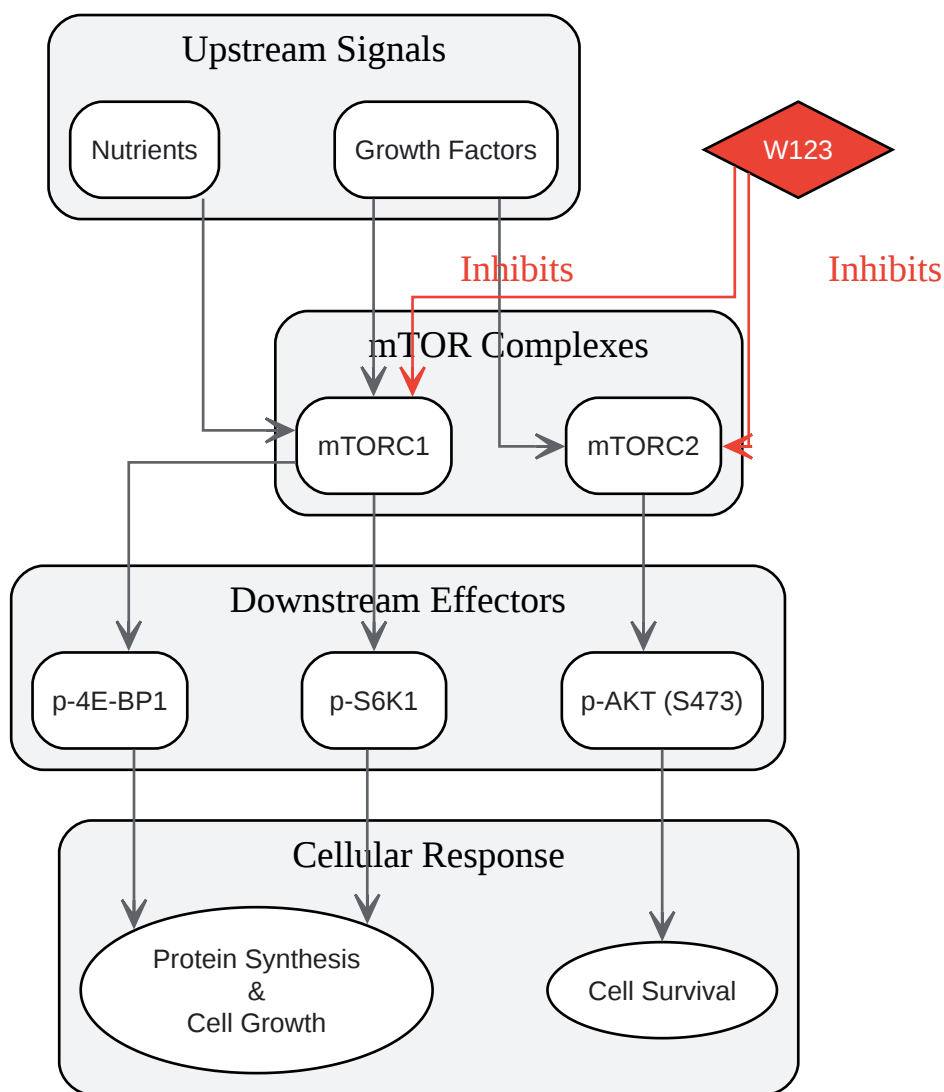 Upstream Signals
Nutrients
Growth Factors
W123
Inhibits
Inhibits
mTOR Complexes
mTORC1
mTORC2
Downstream Effectors
p-4E-BP1
p-S6K1
p-AKT (S473)
Cellular Response
Protein Synthesis
&
Cell Growth
Cell Survival